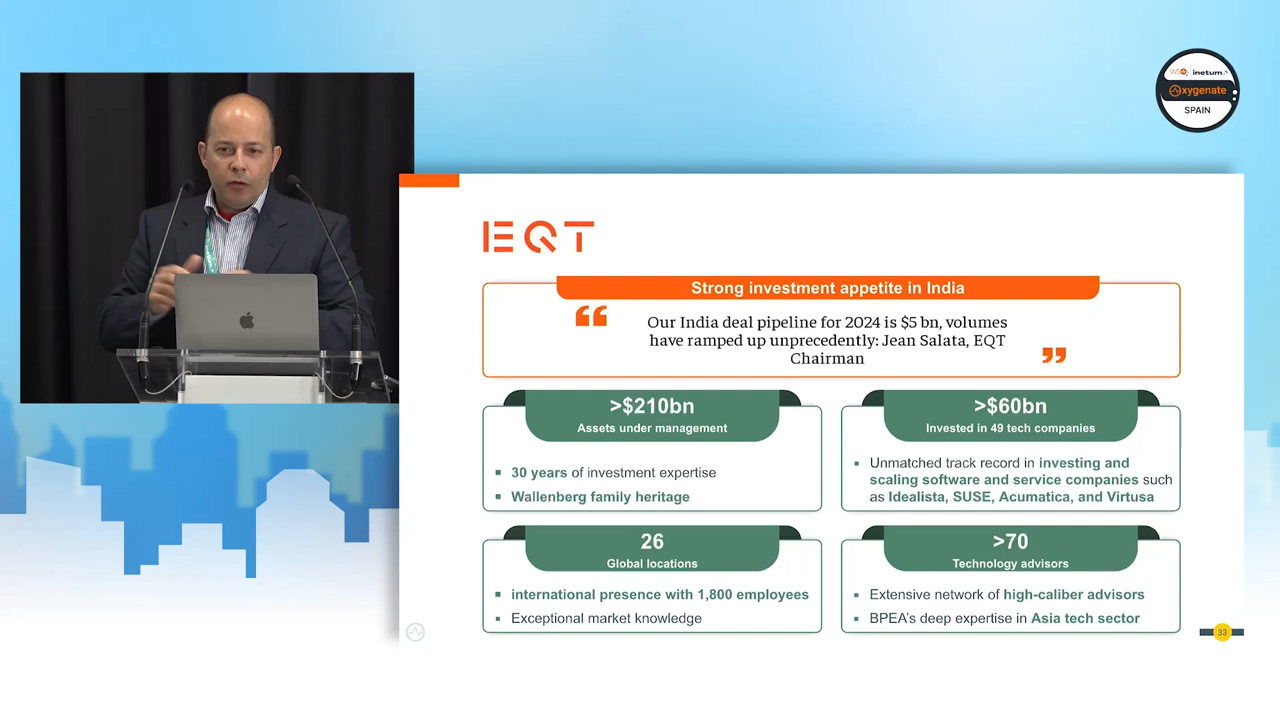 WSO2 inetum.
Oxygenate
SPAIN
EQT
Strong investment appetite in India
“
Our India deal pipeline for 2024 is $5 bn, volumes
have ramped up unprecedently: Jean Salata, EQT
Chairman
”
>$210bn
Assets under management
▪ 30 years of investment expertise
▪ Wallenberg family heritage
>$60bn
Invested in 49 tech companies
▪ Unmatched track record in investing and
scaling software and service companies such
as Idealista, SUSE, Acumatica, and Virtusa
26
Global locations
▪ international presence with 1,800 employees
▪ Exceptional market knowledge
>70
Technology advisors
▪ Extensive network of high-caliber advisors
▪ BPEA’s deep expertise in Asia tech sector
33